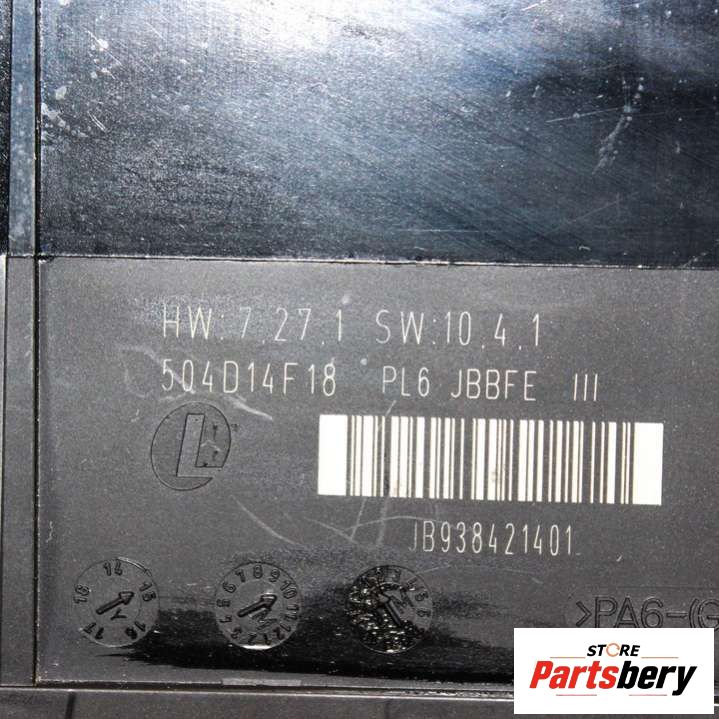 HW:7.27.1 SW:10.4.1
504D14F18 PL6 JBBFE III
JB938421401
>PA6-(G
STORE
Partsbery